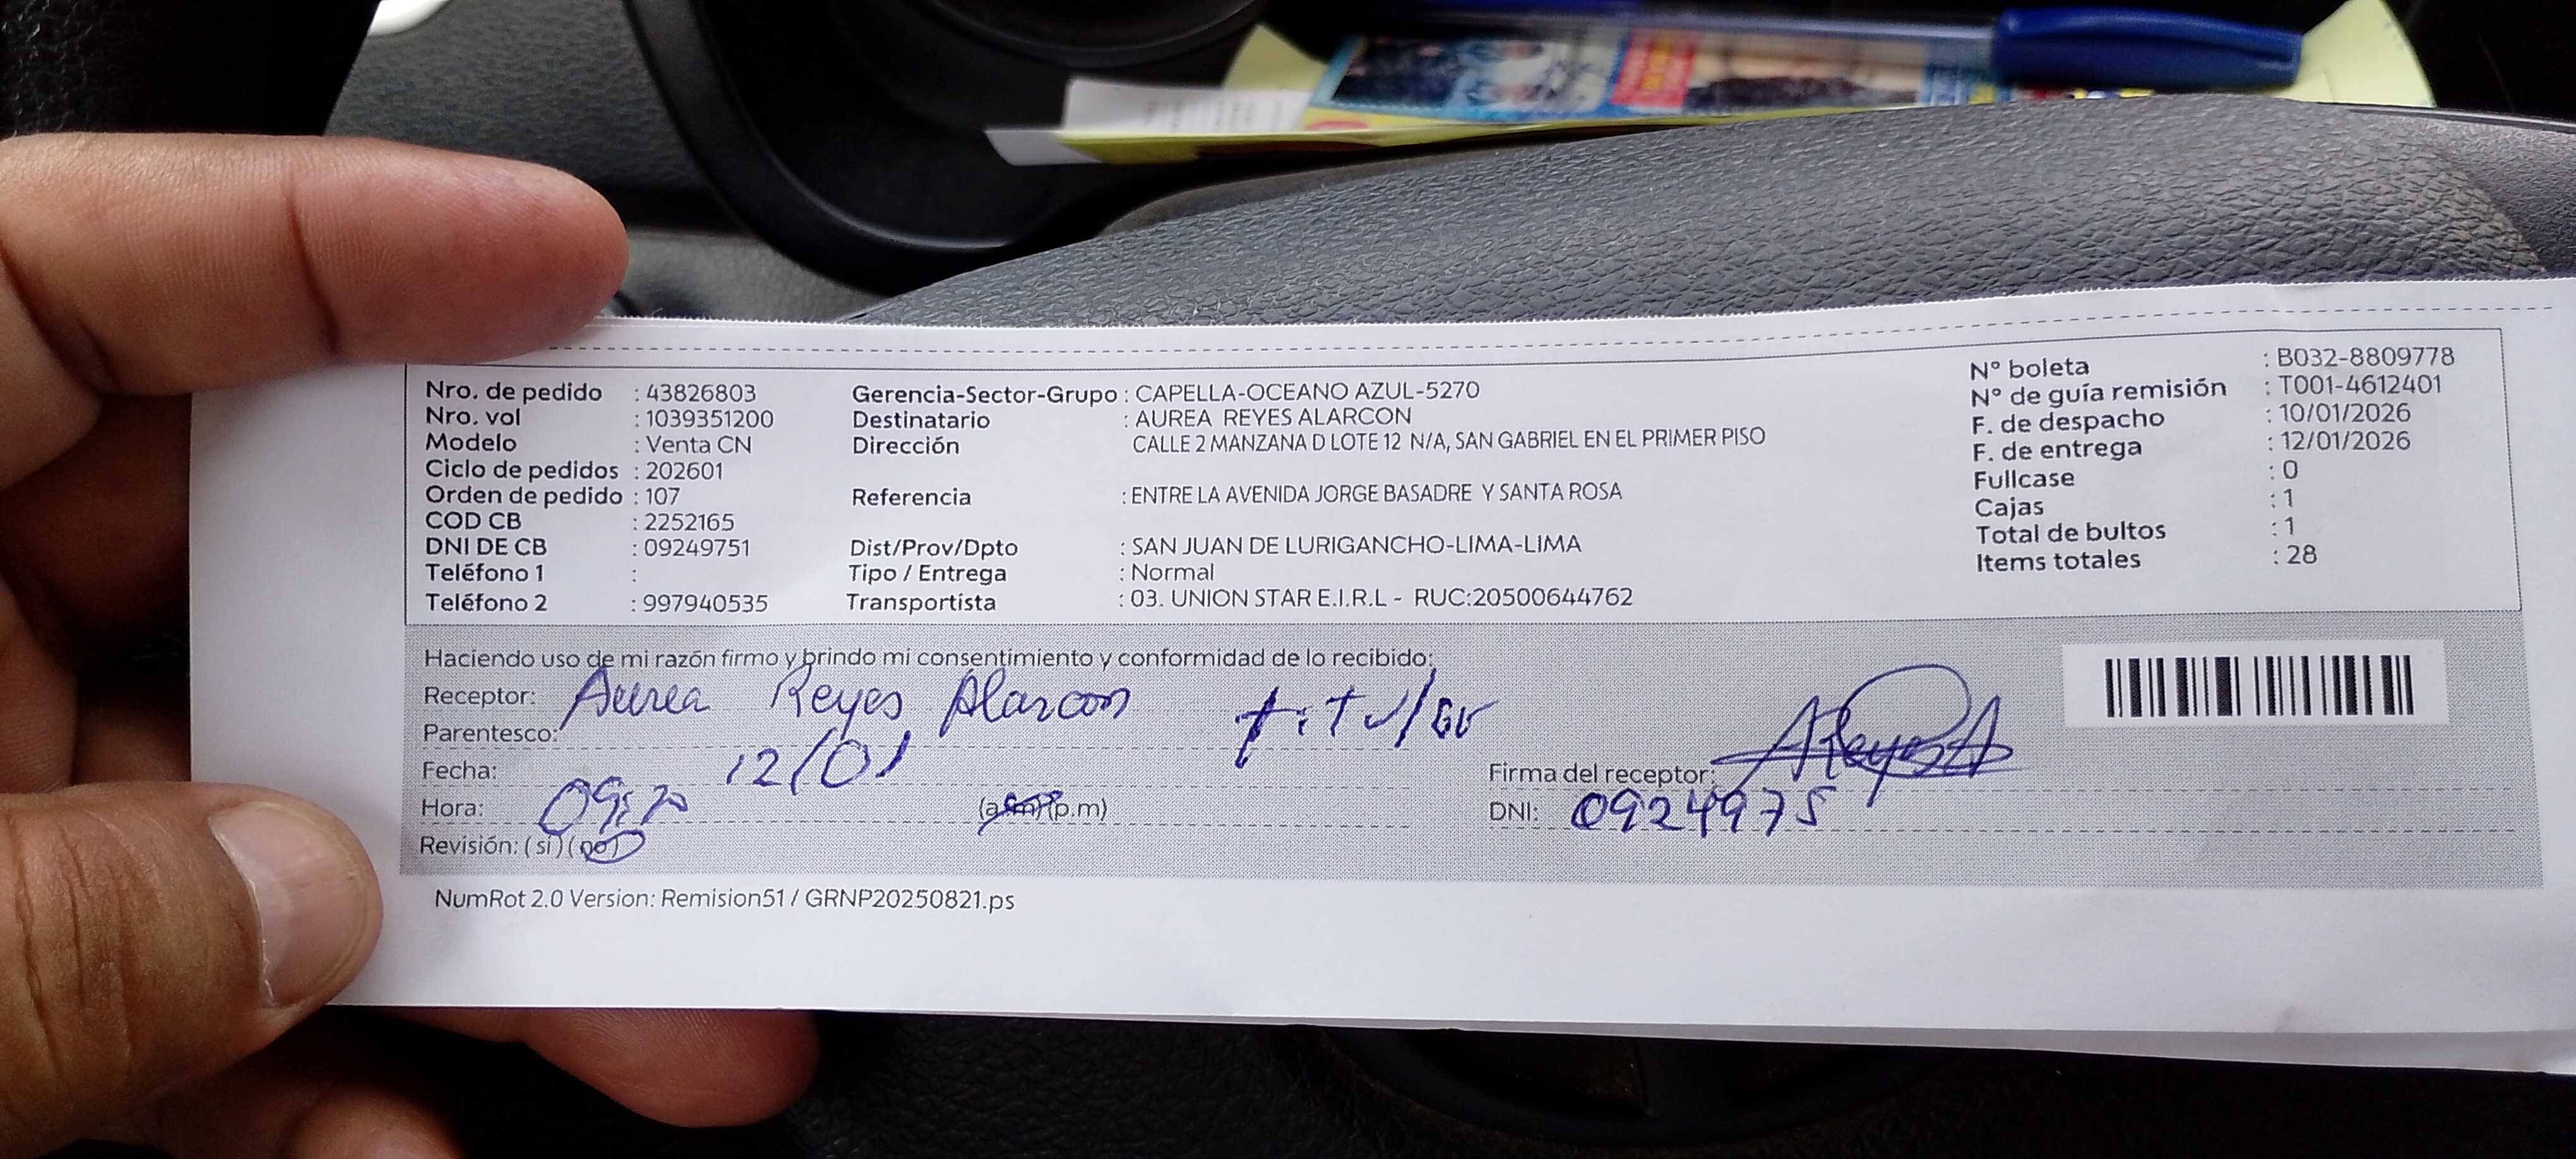 Nro. de pedido : 43826803
Nro. vol : 1039351200
Modelo : Venta CN
Ciclo de pedidos : 202601
Orden de pedido : 107
COD CB : 2252165
DNI DE CB : 09249751
Teléfono 1 :
Teléfono 2 : 997940535
Gerencia-Sector-Grupo : CAPELLA-OCEANO AZUL-5270
Destinatario : AUREA REYES ALARCON
Dirección CALLE 2 MANZANA D LOTE 12 N/A, SAN GABRIEL EN EL PRIMER PISO
Referencia : ENTRE LA AVENIDA JORGE BASADRE Y SANTA ROSA
Dist/Prov/Dpto : SAN JUAN DE LURIGANCHO-LIMA-LIMA
Tipo / Entrega : Normal
Transportista : 03. UNION STAR E.I.R.L - RUC:20500644762
N° boleta : B032-8809778
N° de guía remisión : T001-4612401
F. de despacho : 10/01/2026
F. de entrega : 12/01/2026
Fullcase : 0
Cajas : 1
Total de bultos : 1
Items totales : 28
Haciendo uso de mi razón firmo y brindo mi consentimiento y conformidad de lo recibido:
Receptor: Aurea Reyes Alarcon titular
Parentesco:
Fecha: 12/01
Hora: (a.m)(p.m)
Revisión: (si)(no)
Firma del receptor: AReyesA
DNI: 0924975
NumRot 2.0 Version: Remision51 / GRNP20250821.ps